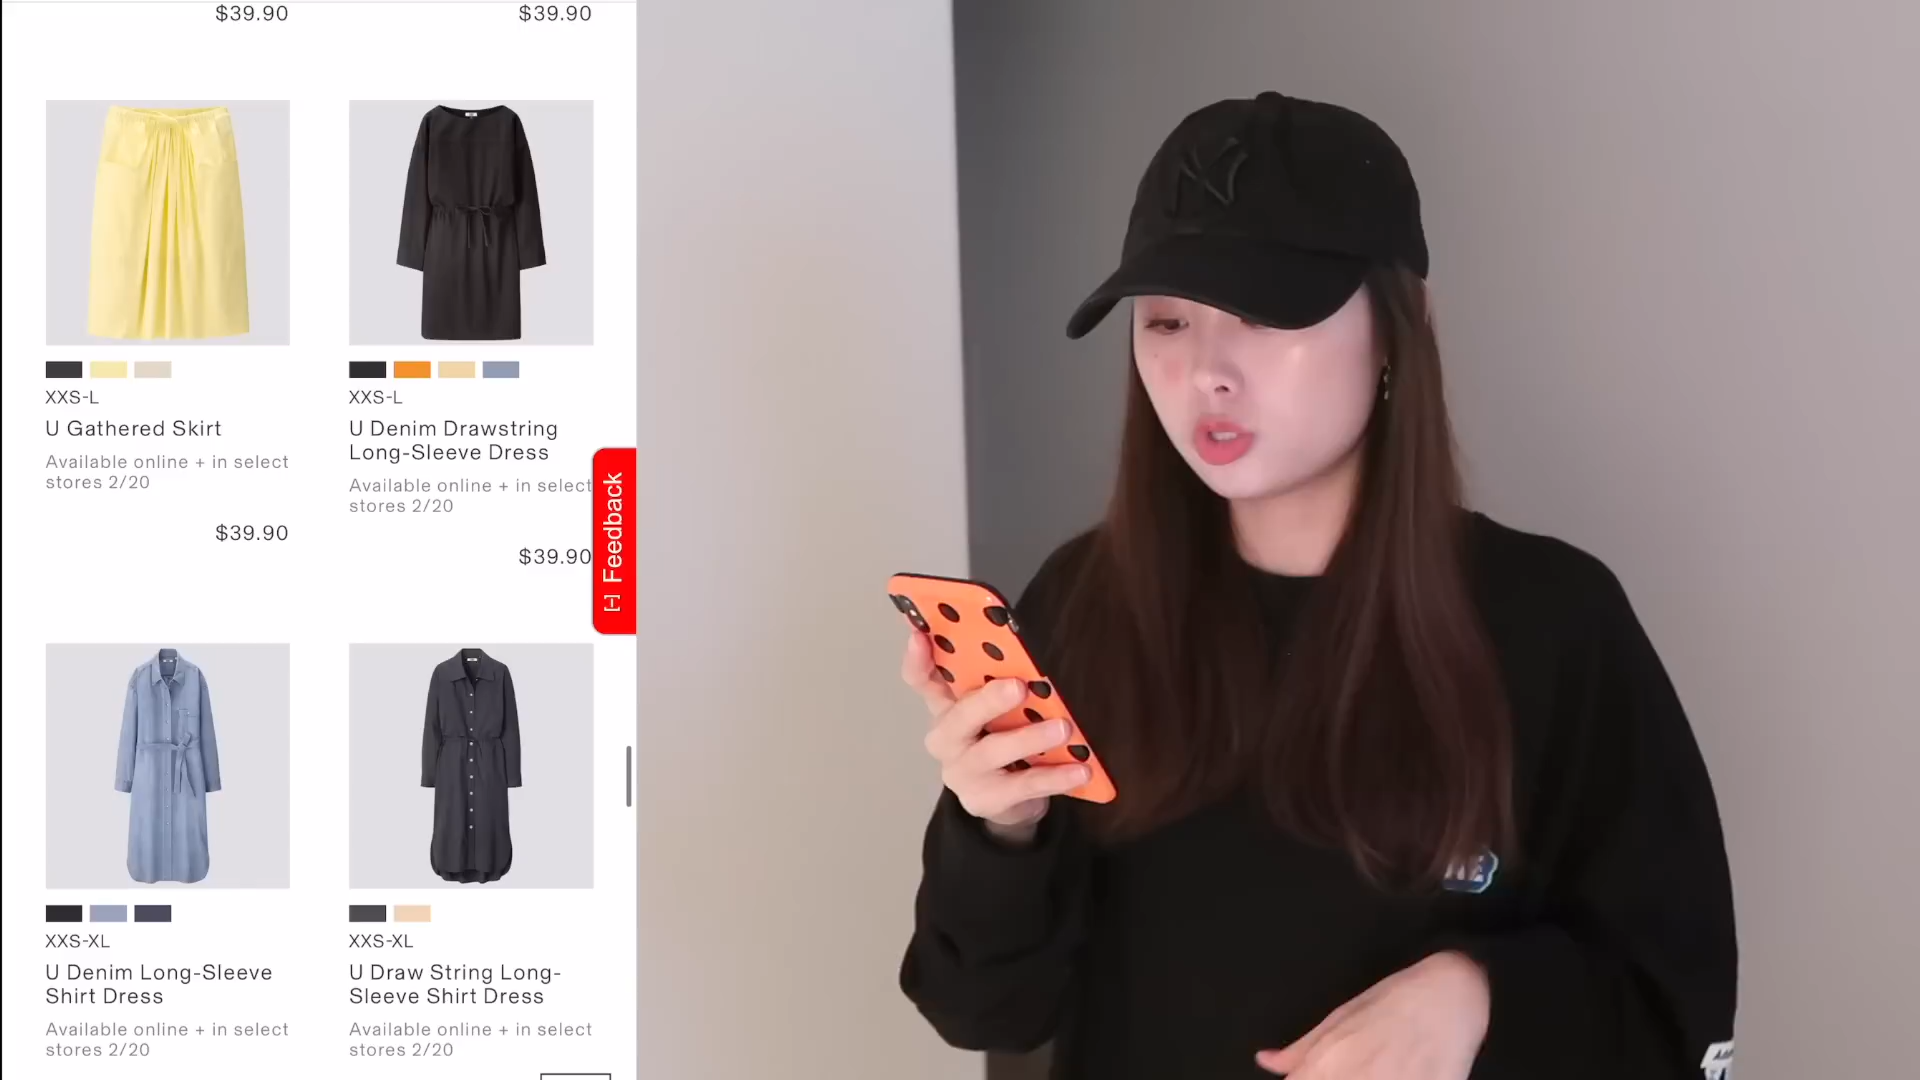 $39.90
$39.90
XXS-L
U Gathered Skirt
Available online + in select
stores 2/20
$39.90
XXS-L
U Denim Drawstring
Long-Sleeve Dress
Available online + in select
stores 2/20
$39.90
[-] Feedback
XXS-XL
U Denim Long-Sleeve
Shirt Dress
Available online + in select
stores 2/20
XXS-XL
U Draw String Long-
Sleeve Shirt Dress
Available online + in select
stores 2/20
NY